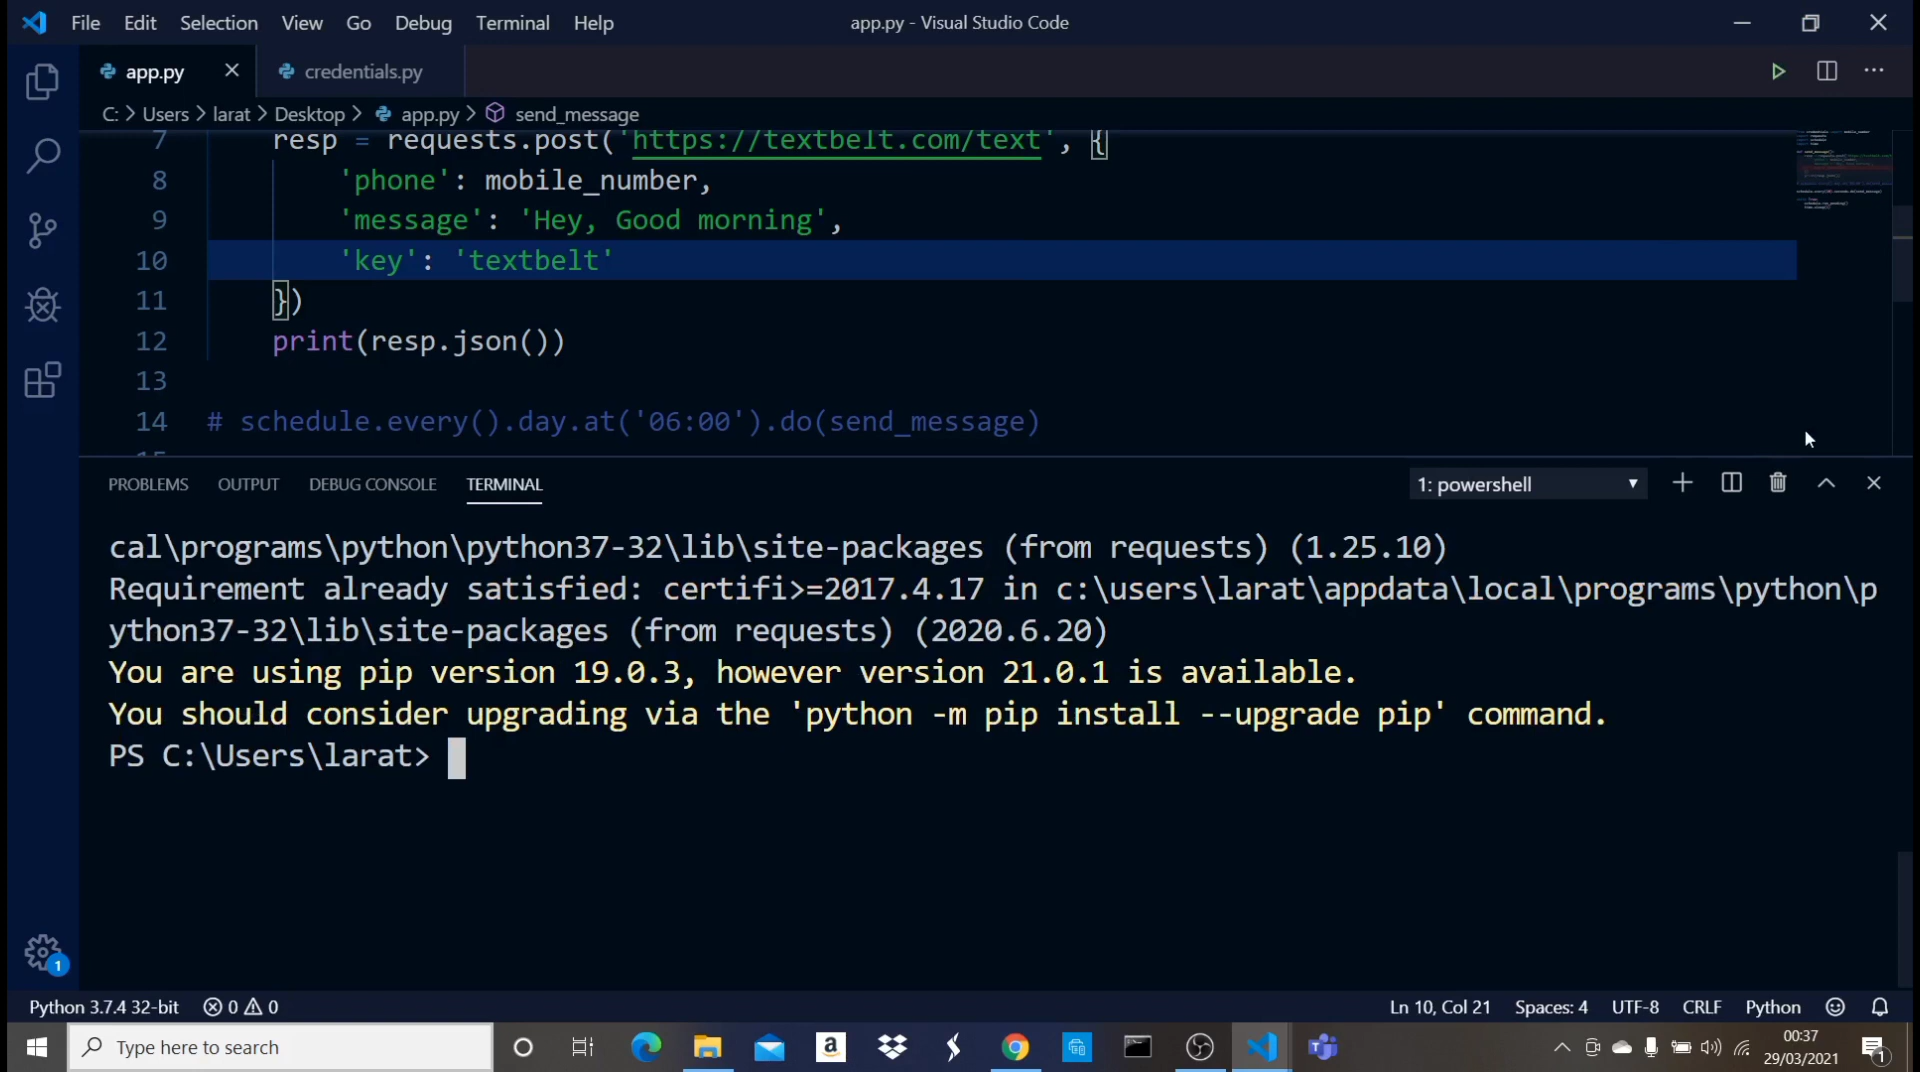 File Edit Selection View Go Debug Terminal Help app.py - Visual Studio Code
app.py credentials.py
C: > Users > larat > Desktop > app.py > send_message
7 resp = requests.post('https://textbelt.com/text', {
8 'phone': mobile_number,
9 'message': 'Hey, Good morning',
10 'key': 'textbelt'
11 })
12 print(resp.json())
13
14 # schedule.every().day.at('06:00').do(send_message)
PROBLEMS OUTPUT DEBUG CONSOLE TERMINAL 1: powershell
cal\programs\python\python37-32\lib\site-packages (from requests) (1.25.10)
Requirement already satisfied: certifi>=2017.4.17 in c:\users\larat\appdata\local\programs\python\p
ython37-32\lib\site-packages (from requests) (2020.6.20)
You are using pip version 19.0.3, however version 21.0.1 is available.
You should consider upgrading via the 'python -m pip install --upgrade pip' command.
PS C:\Users\larat>
1
Python 3.7.4 32-bit 0 0 Ln 10, Col 21 Spaces: 4 UTF-8 CRLF Python
Type here to search
a
00:37
29/03/2021
1